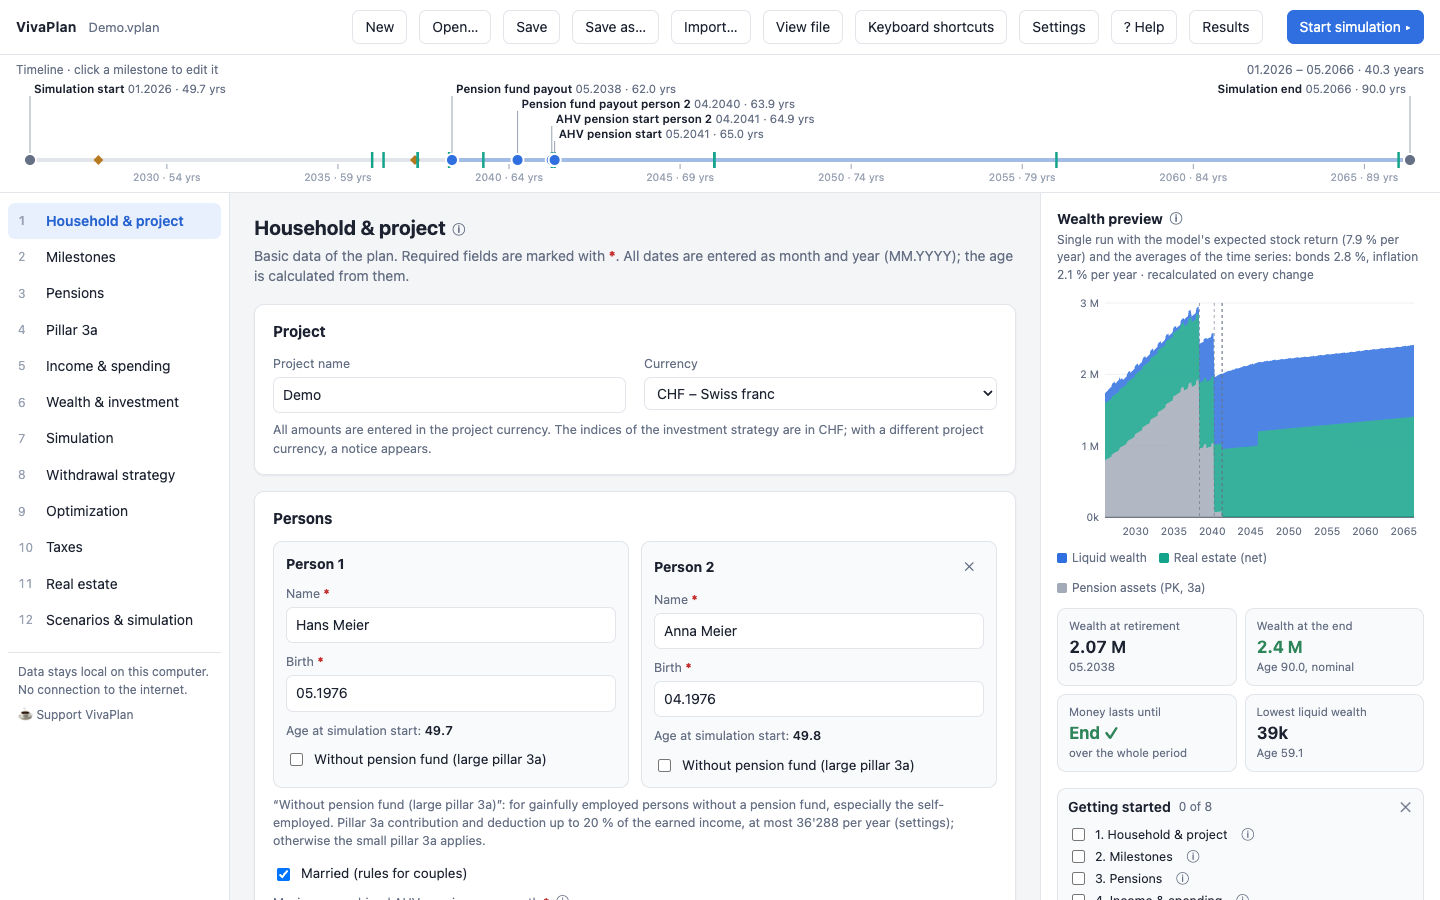 VivaPlan Demo.vplan New Open... Save Save as... Import... View file Keyboard shortcuts Settings ? Help Results Start simulation ▸
Timeline · click a milestone to edit it 01.2026 – 05.2066 · 40.3 years
Simulation start 01.2026 · 49.7 yrs Pension fund payout 05.2038 · 62.0 yrs Simulation end 05.2066 · 90.0 yrs
Pension fund payout person 2 04.2040 · 63.9 yrs
AHV pension start person 2 04.2041 · 64.9 yrs
AHV pension start 05.2041 · 65.0 yrs
2030 · 54 yrs 2035 · 59 yrs 2040 · 64 yrs 2045 · 69 yrs 2050 · 74 yrs 2055 · 79 yrs 2060 · 84 yrs 2065 · 89 yrs
1 Household & project
2 Milestones
3 Pensions
4 Pillar 3a
5 Income & spending
6 Wealth & investment
7 Simulation
8 Withdrawal strategy
9 Optimization
10 Taxes
11 Real estate
12 Scenarios & simulation
Data stays local on this computer.
No connection to the internet.
☕ Support VivaPlan
Household & project ⓘ
Basic data of the plan. Required fields are marked with *. All dates are entered as month and year (MM.YYYY); the age
is calculated from them.
Project
Project name Currency
Demo CHF – Swiss franc
All amounts are entered in the project currency. The indices of the investment strategy are in CHF; with a different project
currency, a notice appears.
Persons
Person 1
Name *
Hans Meier
Birth *
05.1976
Age at simulation start: 49.7
Without pension fund (large pillar 3a)
Person 2 ×
Name *
Anna Meier
Birth *
04.1976
Age at simulation start: 49.8
Without pension fund (large pillar 3a)
“Without pension fund (large pillar 3a)”: for gainfully employed persons without a pension fund, especially the self-
employed. Pillar 3a contribution and deduction up to 20 % of the earned income, at most 36'288 per year (settings);
otherwise the small pillar 3a applies.
Married (rules for couples)
Wealth preview ⓘ
Single run with the model's expected stock return (7.9 % per
year) and the averages of the time series: bonds 2.8 %, inflation
2.1 % per year · recalculated on every change
3 M
2 M
1 M
0k
2030 2035 2040 2045 2050 2055 2060 2065
Liquid wealth Real estate (net)
Pension assets (PK, 3a)
Wealth at retirement
2.07 M
05.2038
Wealth at the end
2.4 M
Age 90.0, nominal
Money lasts until
End ✓
over the whole period
Lowest liquid wealth
39k
Age 59.1
Getting started 0 of 8 ×
1. Household & project ⓘ
2. Milestones ⓘ
3. Pensions ⓘ
4. Income & spending